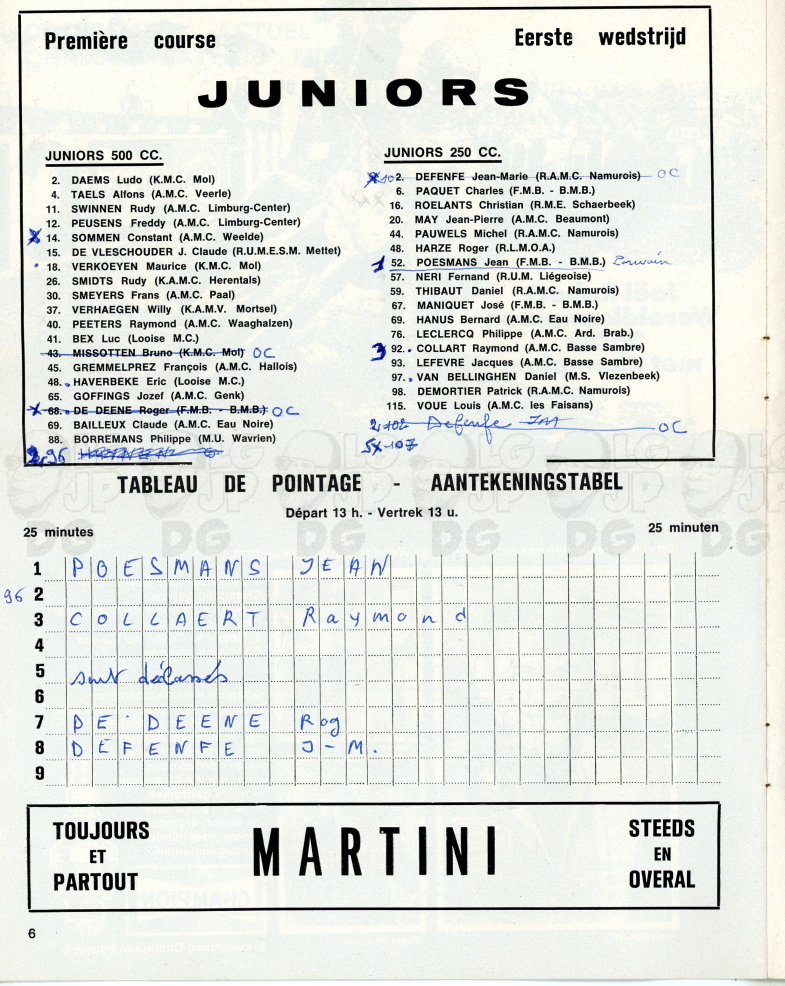 Première course
Eerste wedstrijd
JUNIORS
JUNIORS 500 CC.
2. DAEMS Ludo (K.M.C. Mol)
4. TAELS Alfons (A.M.C. Veerle)
11. SWINNEN Rudy (A.M.C. Limburg-Center)
12. PEUSENS Freddy (A.M.C. Limburg-Center)
14. SOMMEN Constant (A.M.C. Weelde)
15. DE VLESCHOUDER J. Claude (R.U.M.E.S.M. Mettet)
18. VERKOEYEN Maurice (K.M.C. Mol)
26. SMIDTS Rudy (K.A.M.C. Herentals)
30. SMEYERS Frans (A.M.C. Paal)
37. VERHAEGEN Willy (K.A.M.V. Mortsel)
40. PEETERS Raymond (A.M.C. Waaghalzen)
41. BEX Luc (Looise M.C.)
43. MISSOTTEN Bruno (K.M.C. Mol) OC
45. GREMMELPREZ François (A.M.C. Hallois)
48. HAVERBEKE Eric (Looise M.C.)
65. GOFFINGS Jozef (A.M.C. Genk)
X 68. DE DEENE Roger (F.M.B. - B.M.B.) OC
69. BAILLEUX Claude (A.M.C. Eau Noire)
88. BORREMANS Philippe (M.U. Wavrien)
96
JUNIORS 250 CC.
2. DEFENFE Jean-Marie (R.A.M.C. Namurois) OC
6. PAQUET Charles (F.M.B. - B.M.B.)
16. ROELANTS Christian (R.M.E. Schaerbeek)
20. MAY Jean-Pierre (A.M.C. Beaumont)
44. PAUWELS Michel (R.A.M.C. Namurois)
48. HARZE Roger (R.L.M.O.A.)
1 52. POESMANS Jean (F.M.B. - B.M.B.)
57. NERI Fernand (R.U.M. Liégeoise)
59. THIBAUT Daniel (R.A.M.C. Namurois)
67. MANIQUET José (F.M.B. - B.M.B.)
69. HANUS Bernard (A.M.C. Eau Noire)
76. LECLERCQ Philippe (A.M.C. Ard. Brab.)
3 92. COLLART Raymond (A.M.C. Basse Sambre)
93. LEFEVRE Jacques (A.M.C. Basse Sambre)
97. VAN BELLINGHEN Daniel (M.S. Vlezenbeek)
98. DEMORTIER Patrick (R.A.M.C. Namurois)
115. VOUE Louis (A.M.C. les Faisans)
102 Defenfe JM OC
107
TABLEAU DE POINTAGE - AANTEKENINGSTABEL
Départ 13 h. - Vertrek 13 u.
25 minutes
25 minuten
1 POESMANS JEAN
96 2
3 COLLAERT Raymond
4
5 sont déclassés
6
7 DE DEENE Rog
8 DEFENFE J-M.
9
TOUJOURS
ET
PARTOUT
MARTINI
STEEDS
EN
OVERAL
6